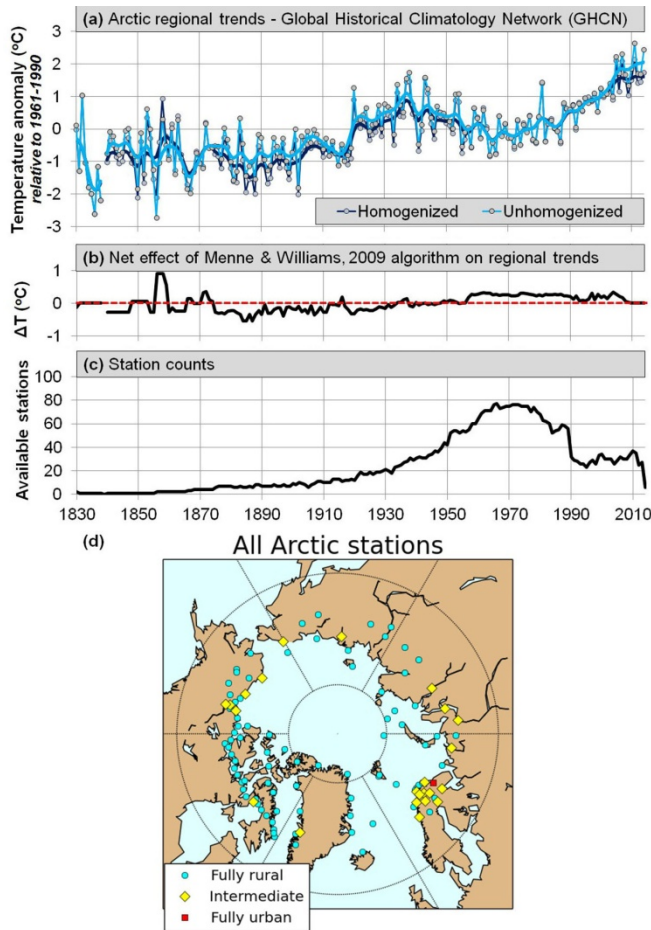 (a) Arctic regional trends - Global Historical Climatology Network (GHCN)
Temperature anomaly (ºC)
relative to 1961-1990
3
2
1
0
-1
-2
-3
Homogenized
Unhomogenized
(b) Net effect of Menne & Williams, 2009 algorithm on regional trends
ΔT (ºC)
1
0
-1
(c) Station counts
Available stations
100
80
60
40
20
0
1830 1850 1870 1890 1910 1930 1950 1970 1990 2010
(d)
All Arctic stations
Fully rural
Intermediate
Fully urban